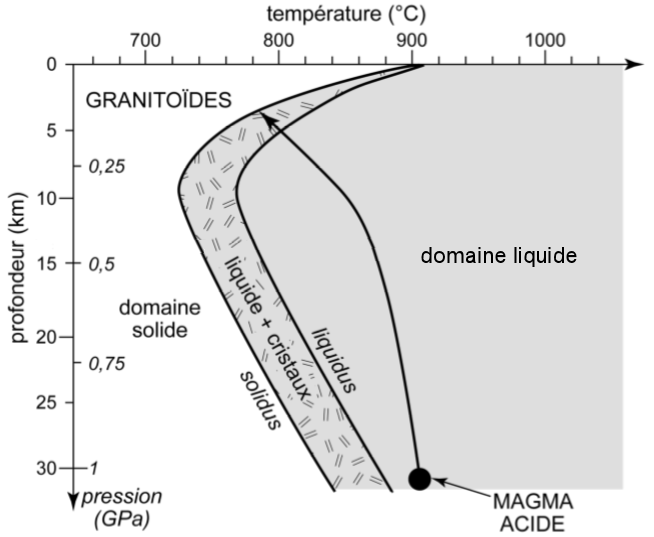 température (°C)
700
800
900
1000
0
GRANITOÏDES
5
0,25
10
profondeur (km)
15
0,5
domaine liquide
domaine
solide
liquide + cristaux
liquidus
solidus
20
0,75
25
30
1
pression
(GPa)
MAGMA
ACIDE